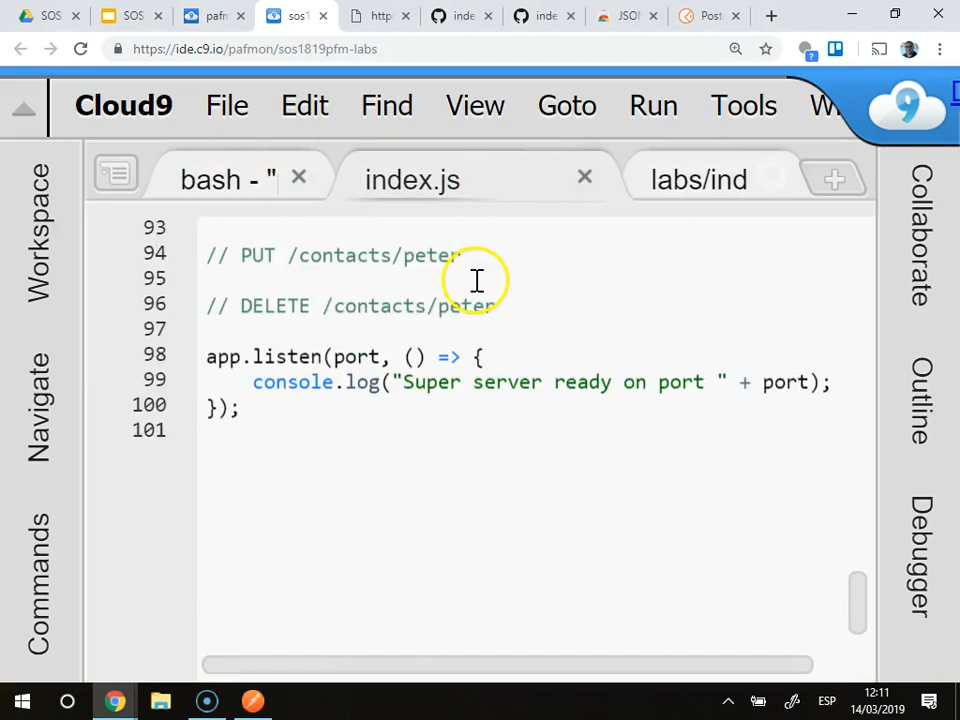 SOS
SOS
pafm
sos1
http
inde
inde
JSON
Post
https://ide.c9.io/pafmon/sos1819pfm-labs
?
Cloud9 File Edit Find View Goto Run Tools
9
bash - "
index.js
labs/ind
Workspace
Navigate
Commands
93
94 // PUT /contacts/peter
95
96 // DELETE /contacts/peter
97
98 app.listen(port, () => {
99 console.log("Super server ready on port " + port);
100 });
101
Collaborate
Outline
Debugger
ESP
12:11
14/03/2019